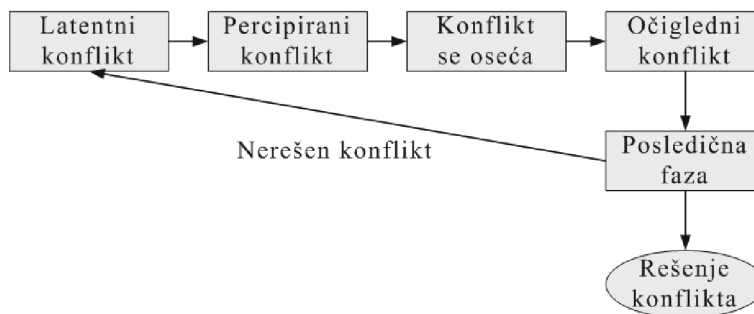 Latentni
konflikt
Percipirani
konflikt
Konflikt
se oseća
Očigledni
konflikt
Nerešen konflikt
Posledična
faza
Rešenje
konflikta